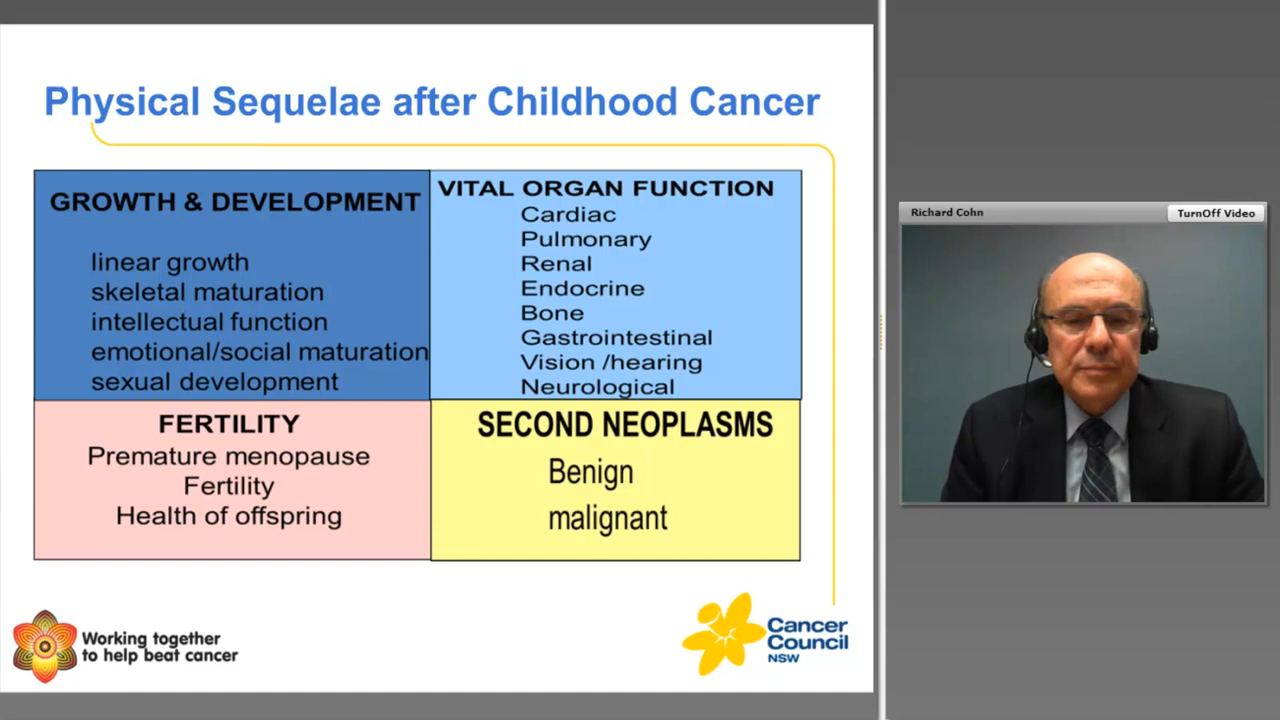 Physical Sequelae after Childhood Cancer
GROWTH & DEVELOPMENT
linear growth
skeletal maturation
intellectual function
emotional/social maturation
sexual development
VITAL ORGAN FUNCTION
Cardiac
Pulmonary
Renal
Endocrine
Bone
Gastrointestinal
Vision /hearing
Neurological
FERTILITY
Premature menopause
Fertility
Health of offspring
SECOND NEOPLASMS
Benign
malignant
Working together
to help beat cancer
Cancer
Council
NSW
Richard Cohn
TurnOff Video